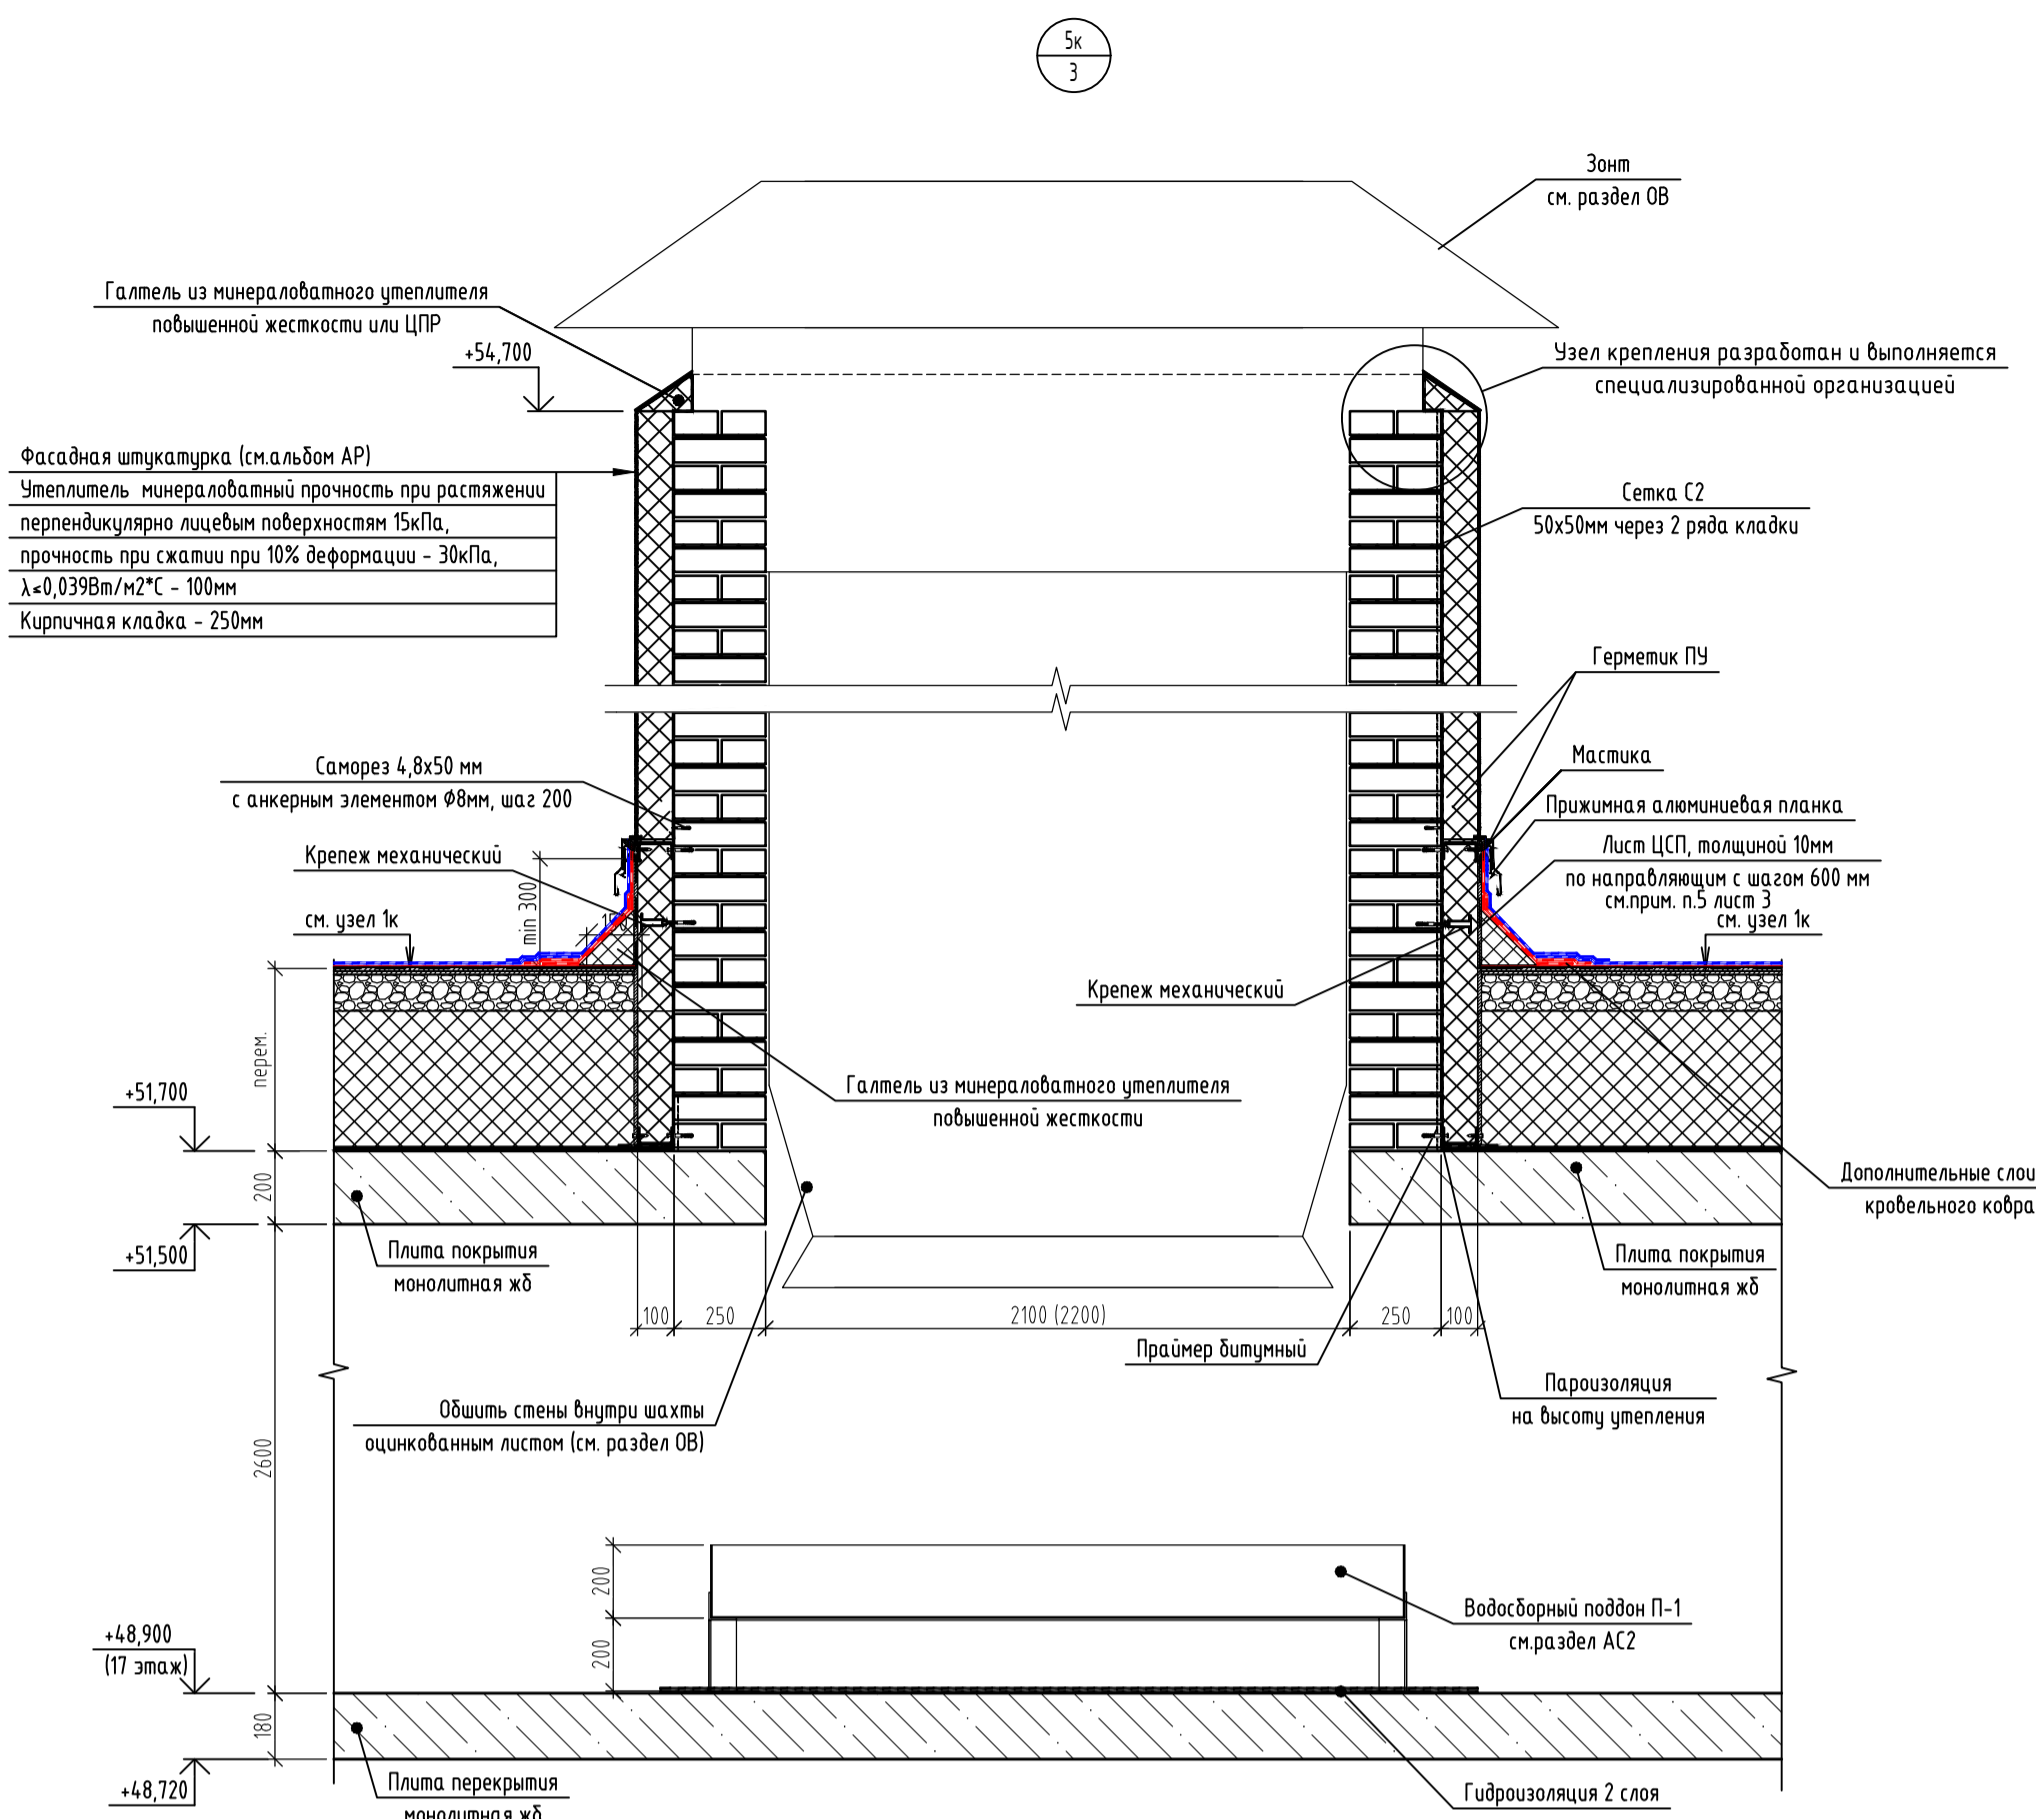 5к
3
Зонт
см. раздел ОВ
Галтель из минераловатного утеплителя
повышенной жесткости или ЦПР
+54,700
Узел крепления разработан и выполняется
специализированной организацией
Фасадная штукатурка (см.альбом АР)
Утеплитель минераловатный прочность при растяжении
перпендикулярно лицевым поверхностям 15кПа,
прочность при сжатии при 10% деформации - 30кПа,
λ≤0,039Вт/м2*С - 100мм
Кирпичная кладка - 250мм
Сетка С2
50х50мм через 2 ряда кладки
Герметик ПУ
Саморез 4,8х50 мм
с анкерным элементом Ф8мм, шаг 200
Мастика
Прижимная алюминиевая планка
Крепеж механический
Лист ЦСП, толщиной 10мм
по направляющим с шагом 600 мм
см.прим. п.5 лист 3
min 300
см. узел 1к
см. узел 1к
Крепеж механический
перем.
Галтель из минераловатного утеплителя
повышенной жесткости
+51,700
200
Дополнительные слои
кровельного ковра
+51,500
Плита покрытия
монолитная жб
Плита покрытия
монолитная жб
100
250
2100 (2200)
250
100
Праймер битумный
Пароизоляция
на высоту утепления
Обшить стены внутри шахты
оцинкованным листом (см. раздел ОВ)
2600
200
200
Водосборный поддон П-1
см.раздел АС2
+48,900
(17 этаж)
180
+48,720
Плита перекрытия
монолитная жб
Гидроизоляция 2 слоя